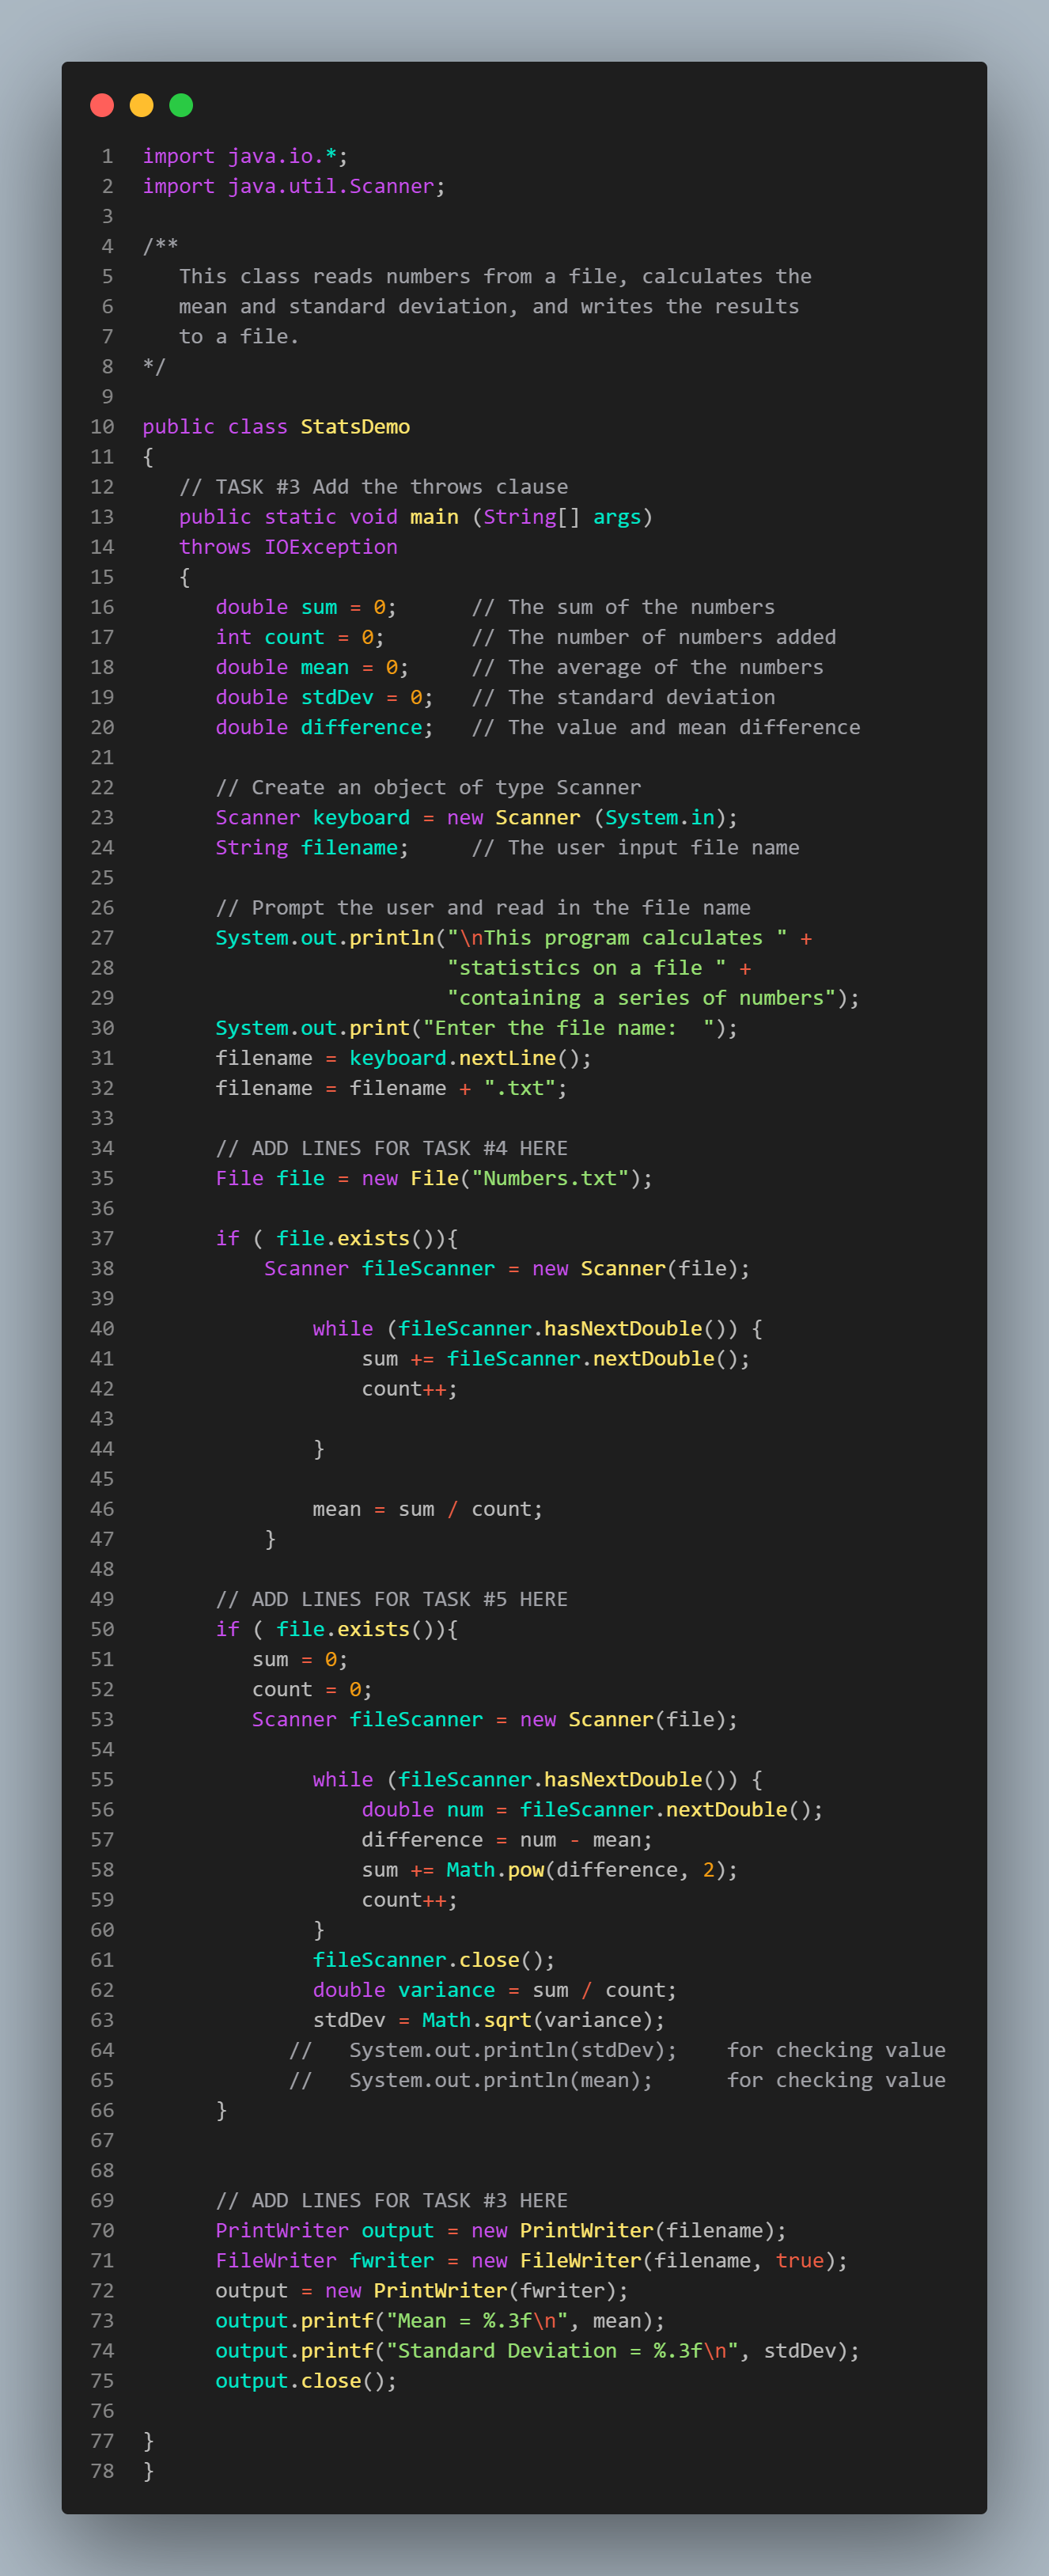 1 import java.io.*;
2 import java.util.Scanner;
3
4 /**
5    This class reads numbers from a file, calculates the
6    mean and standard deviation, and writes the results
7    to a file.
8 */
9
10 public class StatsDemo
11 {
12    // TASK #3 Add the throws clause
13    public static void main (String[] args)
14    throws IOException
15    {
16       double sum = 0;      // The sum of the numbers
17       int count = 0;       // The number of numbers added
18       double mean = 0;     // The average of the numbers
19       double stdDev = 0;   // The standard deviation
20       double difference;   // The value and mean difference
21
22       // Create an object of type Scanner
23       Scanner keyboard = new Scanner (System.in);
24       String filename;     // The user input file name
25
26       // Prompt the user and read in the file name
27       System.out.println("\nThis program calculates " +
28                          "statistics on a file " +
29                          "containing a series of numbers");
30       System.out.print("Enter the file name:  ");
31       filename = keyboard.nextLine();
32       filename = filename + ".txt";
33
34       // ADD LINES FOR TASK #4 HERE
35       File file = new File("Numbers.txt");
36
37       if ( file.exists()){
38           Scanner fileScanner = new Scanner(file);
39
40               while (fileScanner.hasNextDouble()) {
41                   sum += fileScanner.nextDouble();
42                   count++;
43
44               }
45
46               mean = sum / count;
47           }
48
49       // ADD LINES FOR TASK #5 HERE
50       if ( file.exists()){
51          sum = 0;
52          count = 0;
53          Scanner fileScanner = new Scanner(file);
54
55               while (fileScanner.hasNextDouble()) {
56                   double num = fileScanner.nextDouble();
57                   difference = num - mean;
58                   sum += Math.pow(difference, 2);
59                   count++;
60               }
61               fileScanner.close();
62               double variance = sum / count;
63               stdDev = Math.sqrt(variance);
64             //   System.out.println(stdDev);    for checking value
65             //   System.out.println(mean);      for checking value
66       }
67
68
69       // ADD LINES FOR TASK #3 HERE
70       PrintWriter output = new PrintWriter(filename);
71       FileWriter fwriter = new FileWriter(filename, true);
72       output = new PrintWriter(fwriter);
73       output.printf("Mean = %.3f\n", mean);
74       output.printf("Standard Deviation = %.3f\n", stdDev);
75       output.close();
76
77 }
78 }